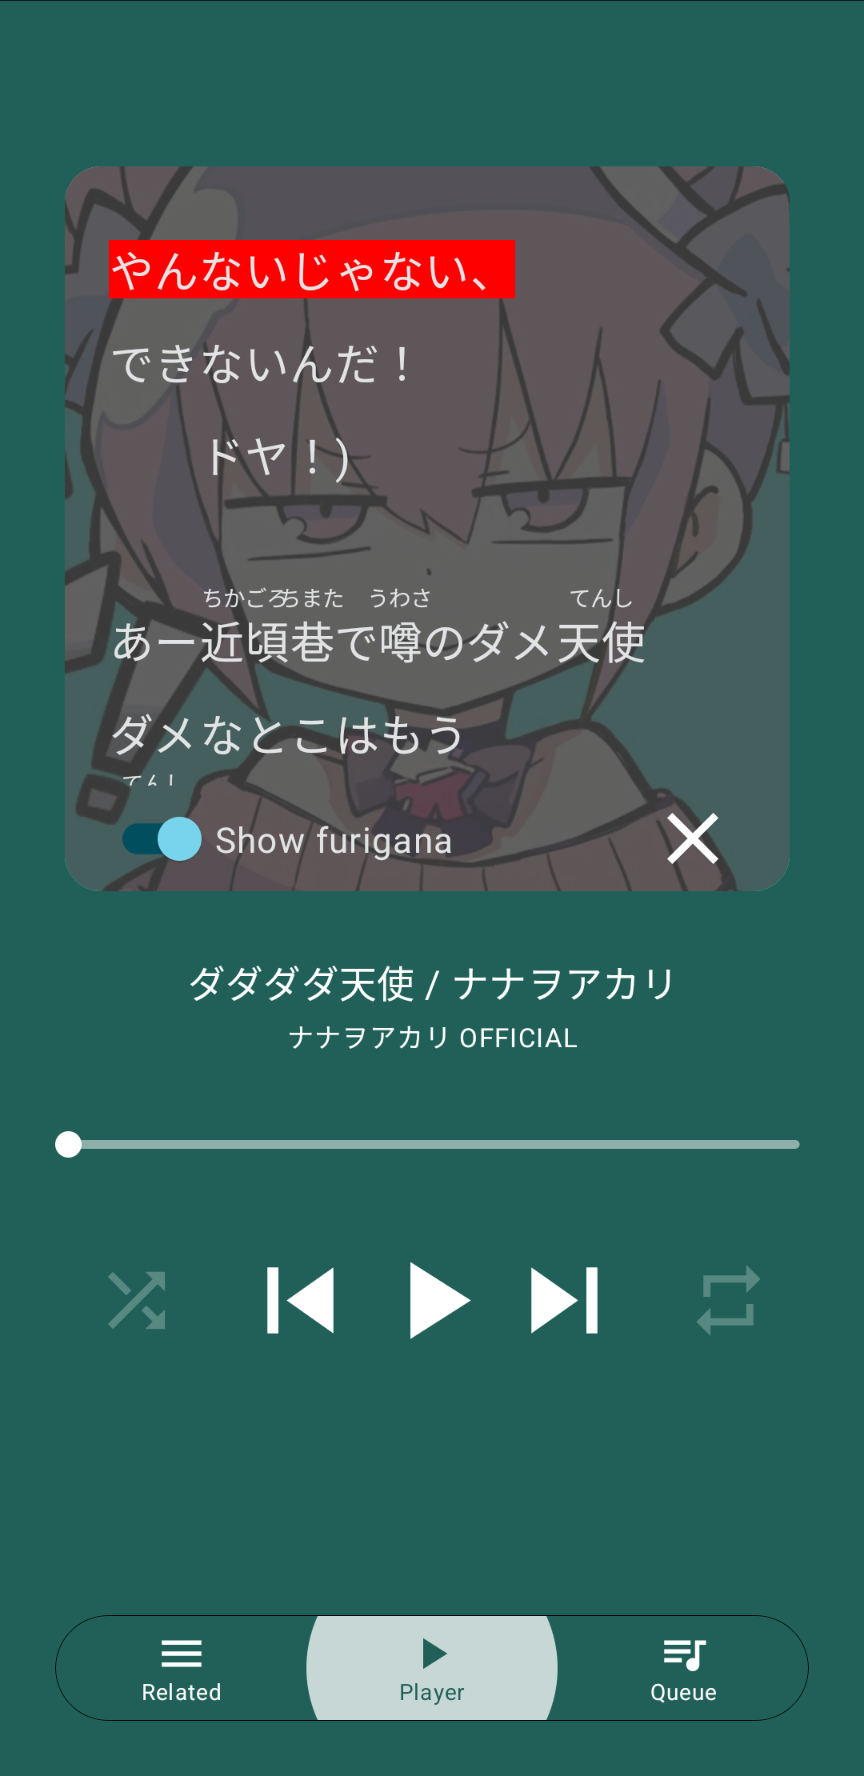 やんないじゃない、
できないんだ！
ドヤ！)
ちかごろ ちまた うわさ てんし
あー近頃巷で噂のダメ天使
ダメなとこはもう
Show furigana
ダダダダ天使 / ナナヲアカリ
ナナヲアカリ OFFICIAL
Related
Player
Queue